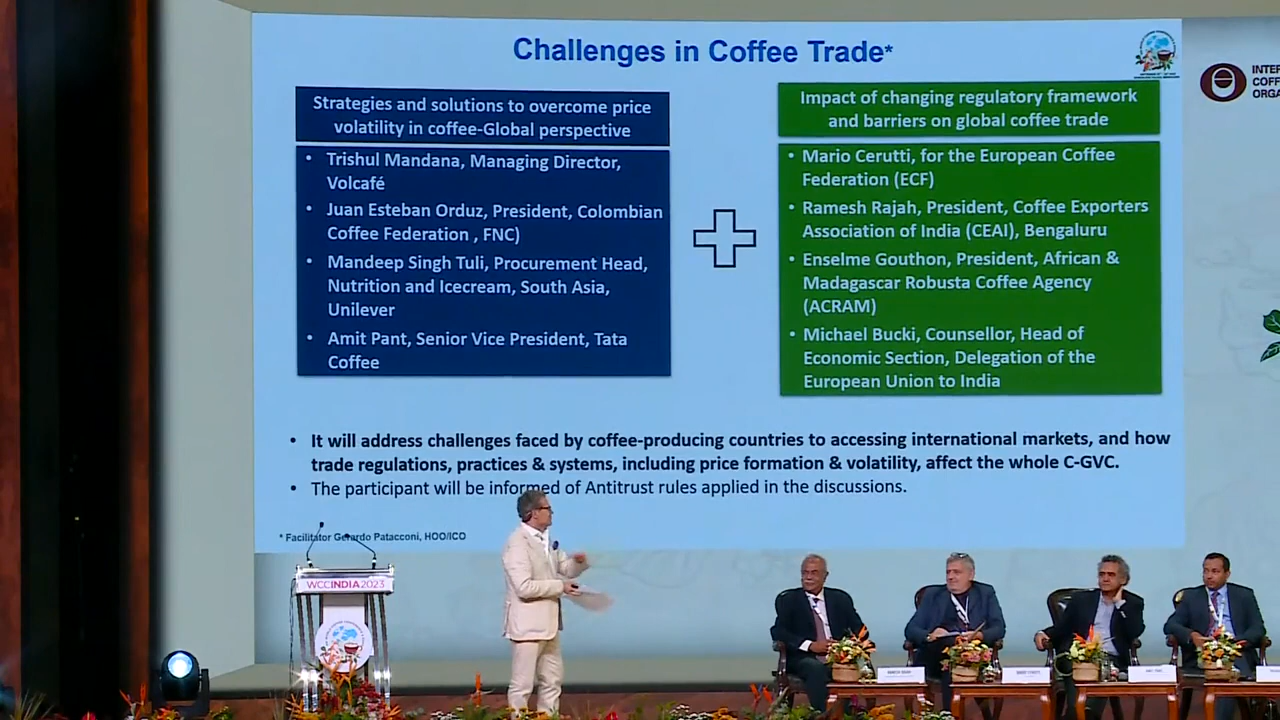 Challenges in Coffee Trade*
Strategies and solutions to overcome price
volatility in coffee-Global perspective
• Trishul Mandana, Managing Director,
Volcafé
• Juan Esteban Orduz, President, Colombian
Coffee Federation , FNC)
• Mandeep Singh Tuli, Procurement Head,
Nutrition and Icecream, South Asia,
Unilever
• Amit Pant, Senior Vice President, Tata
Coffee
Impact of changing regulatory framework
and barriers on global coffee trade
• Mario Cerutti, for the European Coffee
Federation (ECF)
• Ramesh Rajah, President, Coffee Exporters
Association of India (CEAI), Bengaluru
• Enselme Gouthon, President, African &
Madagascar Robusta Coffee Agency
(ACRAM)
• Michael Bucki, Counsellor, Head of
Economic Section, Delegation of the
European Union to India
• It will address challenges faced by coffee-producing countries to accessing international markets, and how
trade regulations, practices & systems, including price formation & volatility, affect the whole C-GVC.
• The participant will be informed of Antitrust rules applied in the discussions.
* Facilitator Gerardo Patacconi, HOO/ICO
INTER
COFF
ORGA
WCCINDIA2023